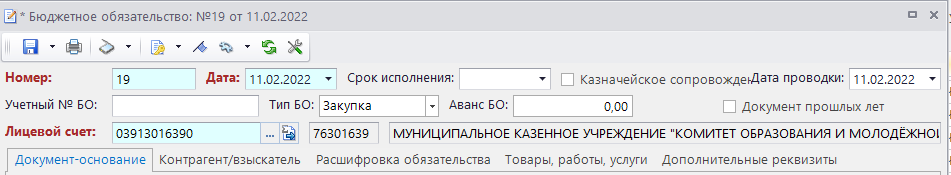 * Бюджетное обязательство: №19 от 11.02.2022
Номер: 19 Дата: 11.02.2022 Срок исполнения: Казначейское сопровожден Дата проводки: 11.02.2022
Учетный № БО: Тип БО: Закупка Аванс БО: 0,00 Документ прошлых лет
Лицевой счет: 03913016390 ... 76301639 МУНИЦИПАЛЬНОЕ КАЗЕННОЕ УЧРЕЖДЕНИЕ "КОМИТЕТ ОБРАЗОВАНИЯ И МОЛОДЁЖНОЙ
Документ-основание Контрагент/взыскатель Расшифровка обязательства Товары, работы, услуги Дополнительные реквизиты